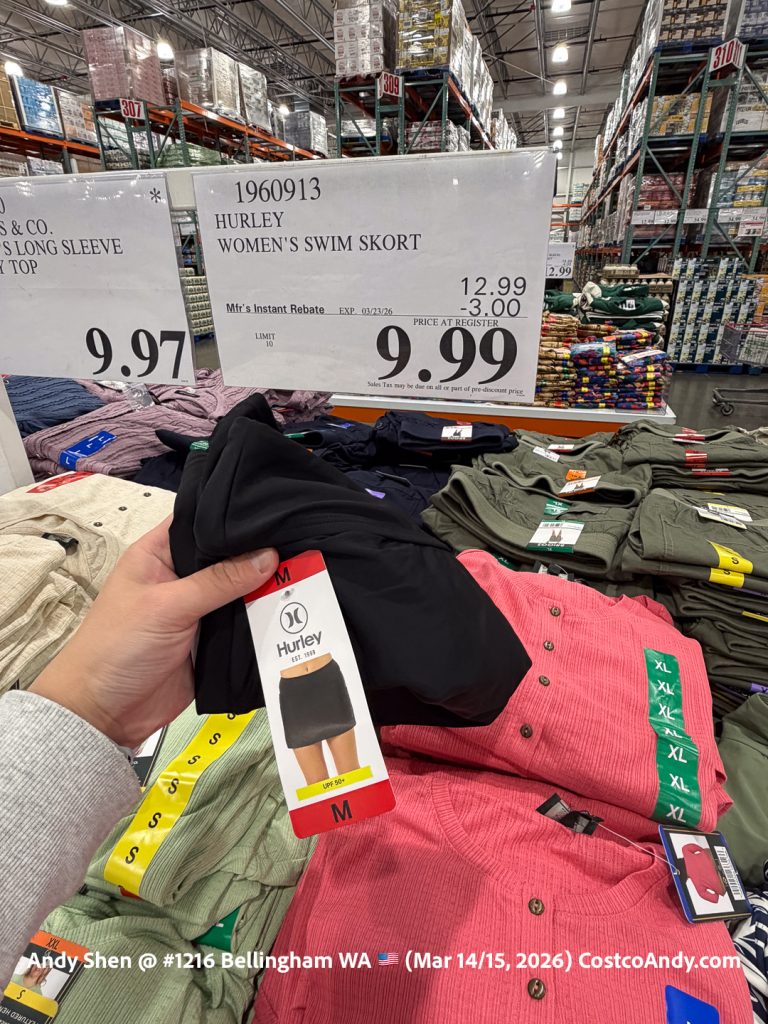 307
309
310
1960913
HURLEY
WOMEN'S SWIM SKORT
12.99
Mfr's Instant Rebate EXP. 03/23/26 -3.00
LIMIT
10
PRICE AT REGISTER
9.99
Sales Tax may be due on all or part of pre-discount price
*
S & CO.
'S LONG SLEEVE
Y TOP
9.97
2.99
L
M
Hurley
EST. 1999
UPF 50+
M
S
S
S
S
S
S
S
XL
XL
XL
XL
XL
XL
XXL
S
Andy Shen @ #1216 Bellingham WA 🇺🇸 (Mar 14/15, 2026) CostcoAndy.com